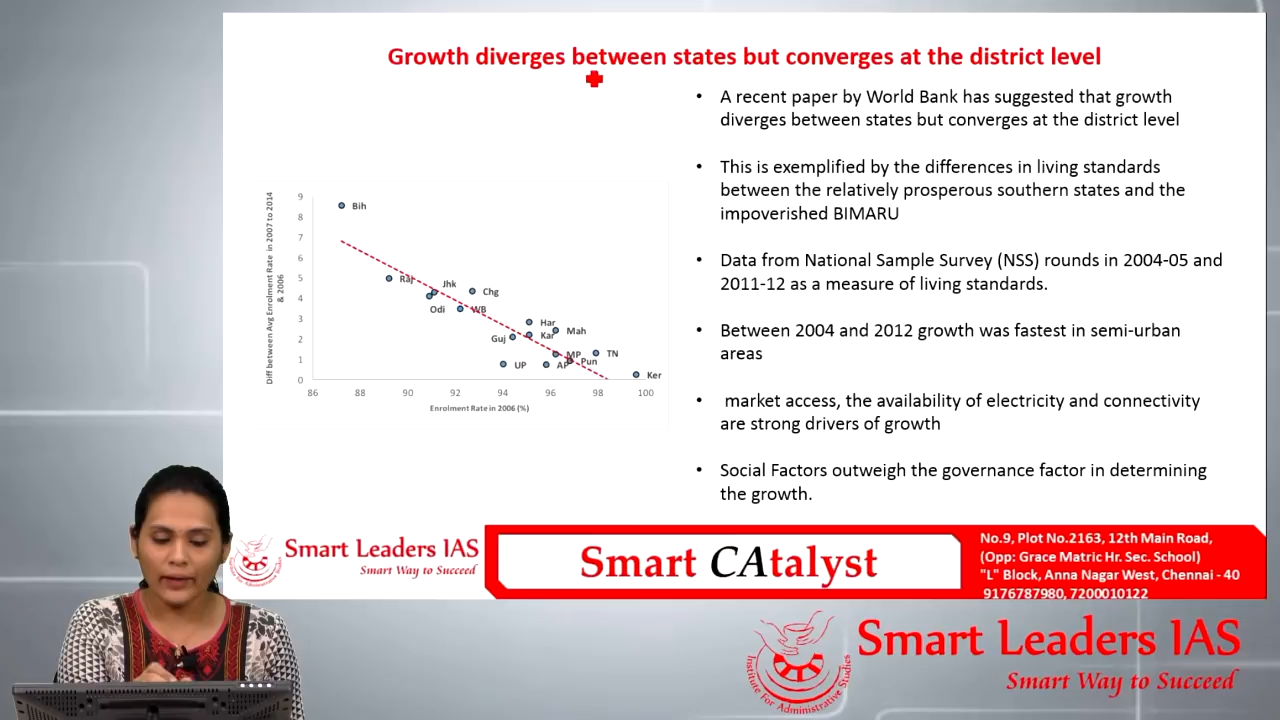 Growth diverges between states but converges at the district level
• A recent paper by World Bank has suggested that growth
diverges between states but converges at the district level
• This is exemplified by the differences in living standards
between the relatively prosperous southern states and the
impoverished BIMARU
• Data from National Sample Survey (NSS) rounds in 2004-05 and
2011-12 as a measure of living standards.
• Between 2004 and 2012 growth was fastest in semi-urban
areas
• market access, the availability of electricity and connectivity
are strong drivers of growth
• Social Factors outweigh the governance factor in determining
the growth.
Diff between Avg Enrolment Rate in 2007 to 2014
& 2006
9
8
7
6
5
4
3
2
1
0
Bih
Raj
Jhk
Chg
Odi
WB
Har
Mah
Guj
Kar
MP
TN
UP
AP
Pun
Ker
86 88 90 92 94 96 98 100
Enrolment Rate in 2006 (%)
Smart Leaders IAS
Smart Way to Succeed
Smart CAtalyst
No.9, Plot No.2163, 12th Main Road,
(Opp: Grace Matric Hr. Sec. School)
"L" Block, Anna Nagar West, Chennai - 40
9176787980, 7200010122
Institute For Administrative Studies
Smart Leaders IAS
Smart Way to Succeed